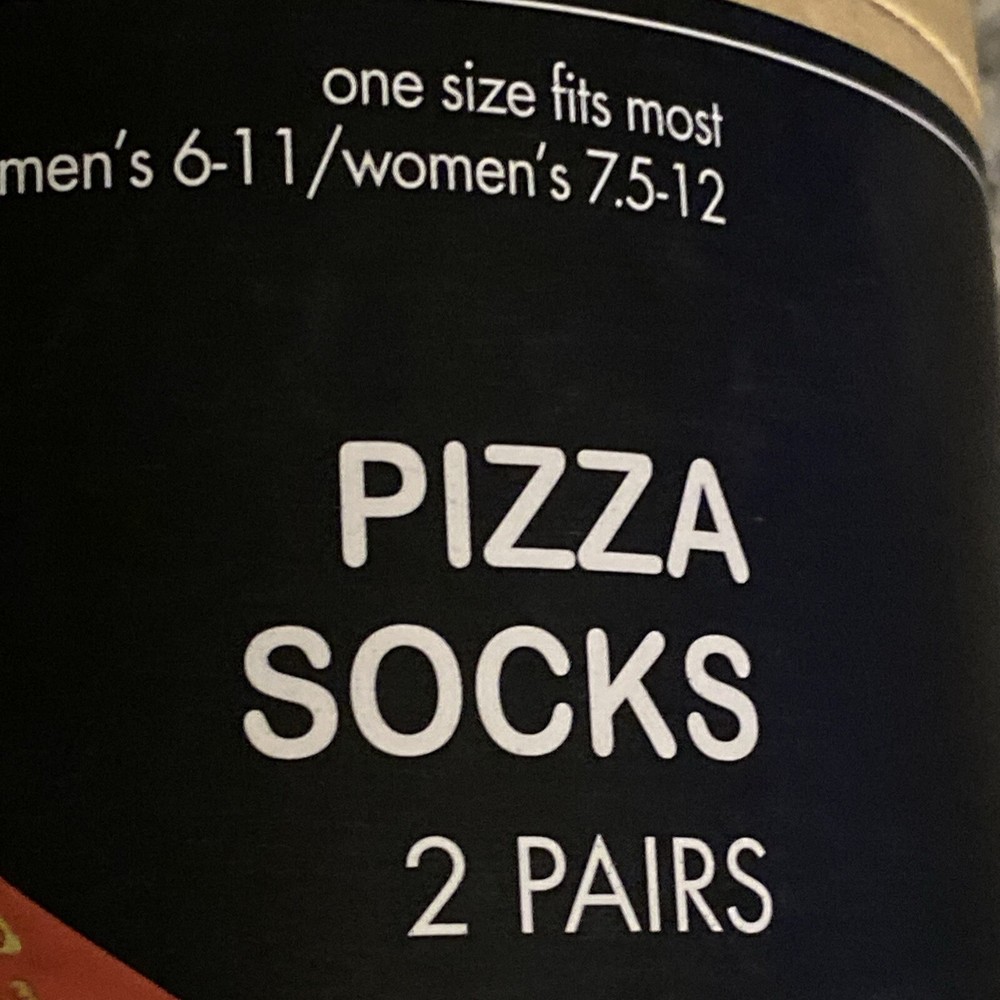 one size fits most
men's 6-11/women's 7.5-12
PIZZA
SOCKS
2 PAIRS